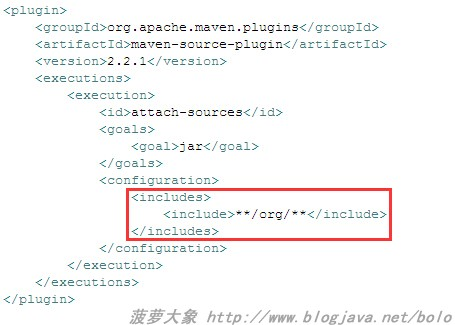 <plugin>
<groupId>org.apache.maven.plugins</groupId>
<artifactId>maven-source-plugin</artifactId>
<version>2.2.1</version>
<executions>
<execution>
<id>attach-sources</id>
<goals>
<goal>jar</goal>
</goals>
<configuration>
<includes>
<include>**/org/**</include>
</includes>
</configuration>
</execution>
</executions>
</plugin>
菠萝大象 http://www.blogjava.net/bolo